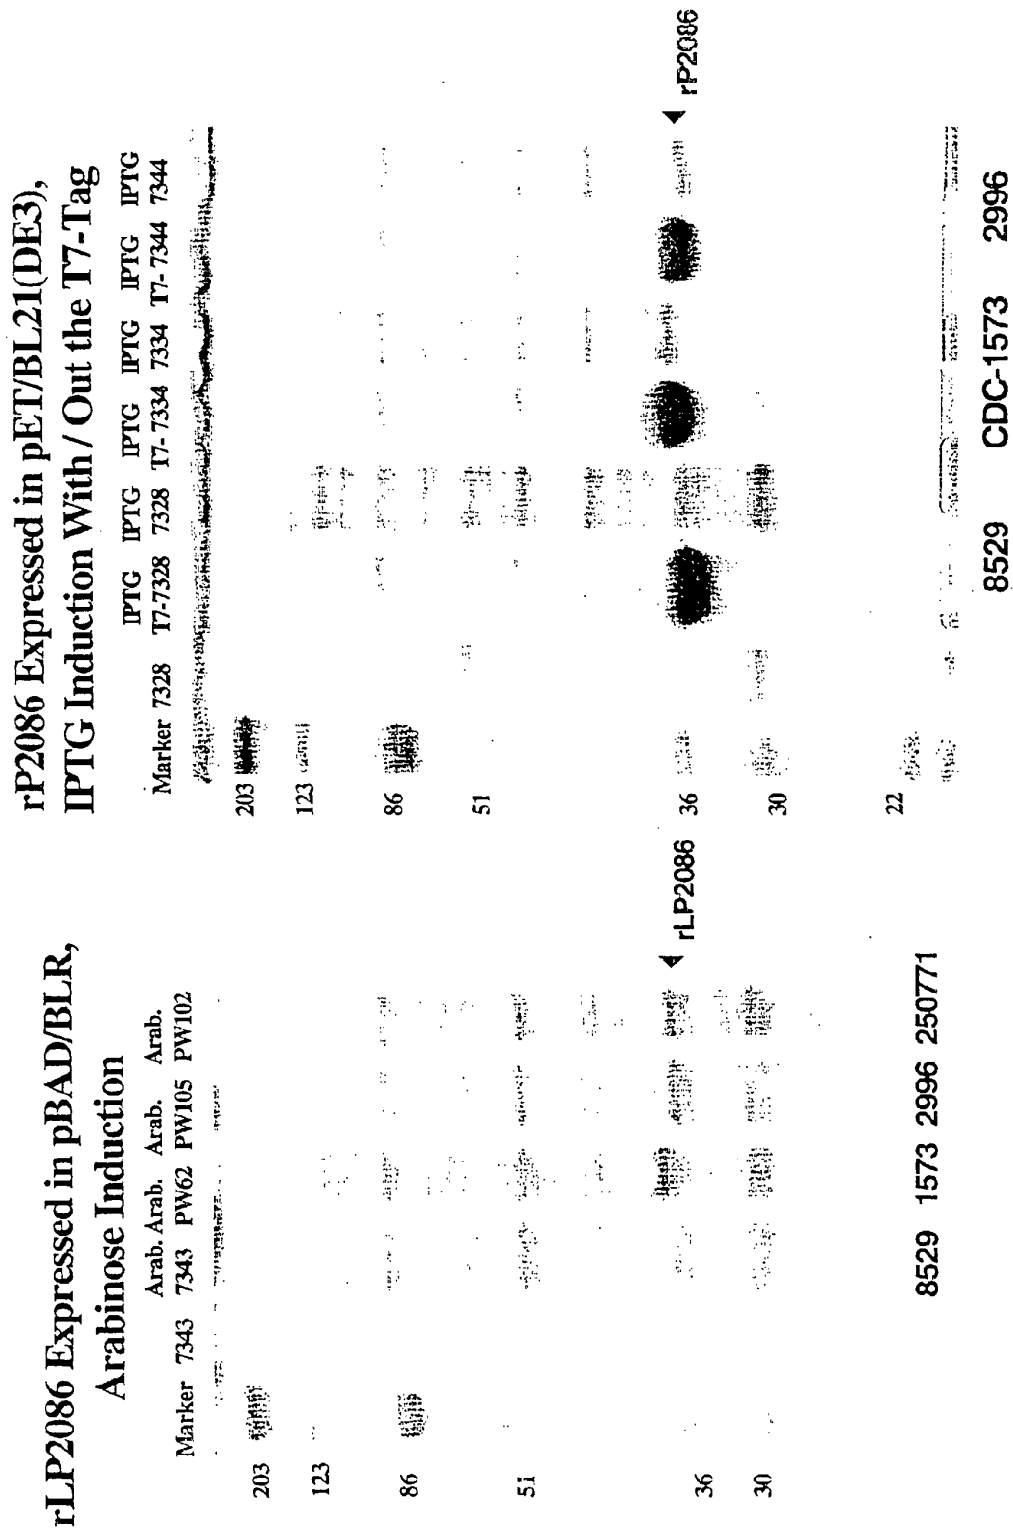 rLP2086 Expressed in pBAD/BLR,
Arabinose Induction
Arab. Arab. Arab. Arab.
Marker 7343 7343 PW62 PW105 PW102
203
123
86
51
36
30
rLP2086
8529 1573 2996 250771
rP2086 Expressed in pET/BL21(DE3),
IPTG Induction With / Out the T7-Tag
IPTG IPTG IPTG IPTG IPTG IPTG
Marker 7328 T7-7328 7328 T7-7334 7334 T7-7344 7344
203
123
86
51
36
30
22
rP2086
8529 CDC-1573 2996